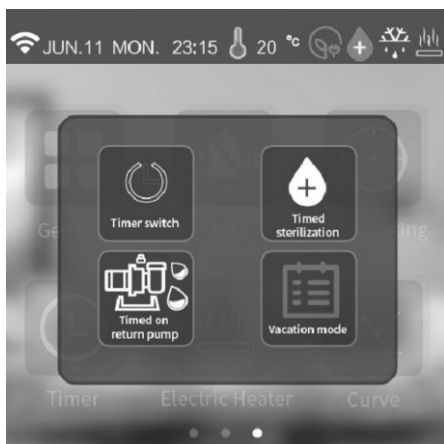 JUN.11 MON. 23:15 20 °C
Timer switch
Timed
sterilization
Timed on
return pump
Vacation mode
Timer
Electric Heater
Curve